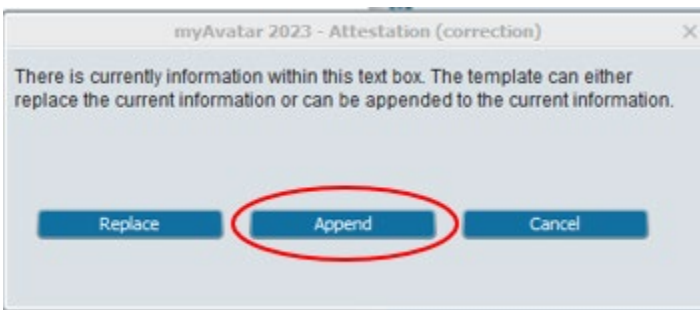 myAvatar 2023 - Attestation (correction)
There is currently information within this text box. The template can either
replace the current information or can be appended to the current information.
Replace Append Cancel